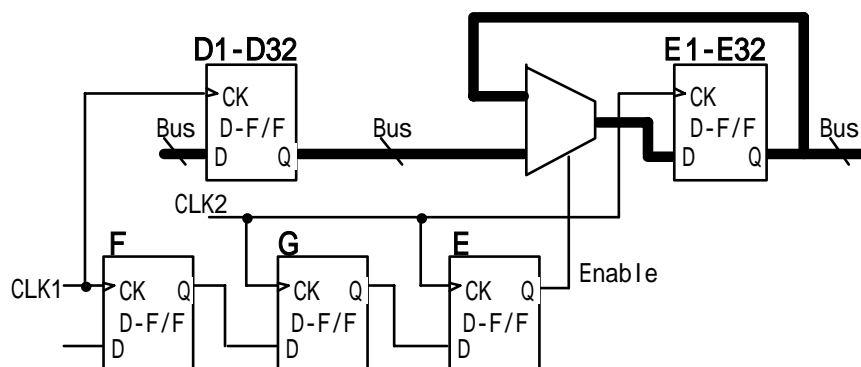 D1-D32
E1-E32
CK
D-F/F
D
Q
Bus
Bus
CK
D-F/F
D
Q
Bus
CLK2
F
G
E
CLK1
CK
Q
D-F/F
D
CK
Q
D-F/F
D
CK
Q
D-F/F
D
Enable